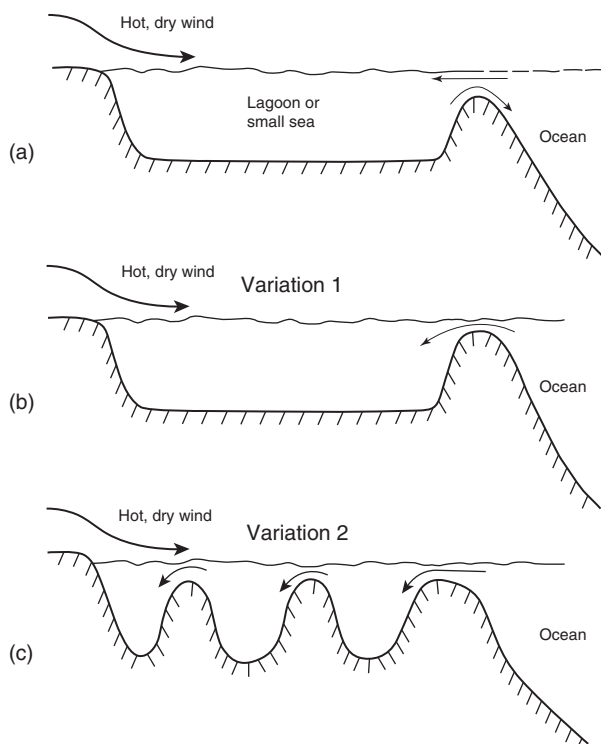 Hot, dry wind
Lagoon or
small sea
Ocean
(a)
Hot, dry wind
Variation 1
Ocean
(b)
Hot, dry wind
Variation 2
Ocean
(c)